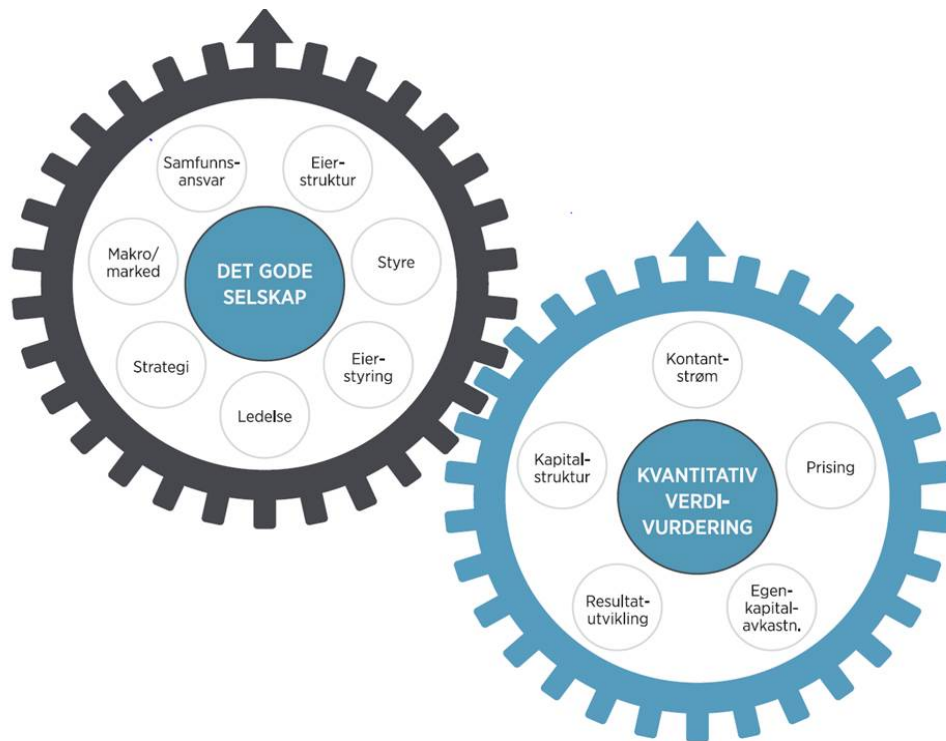 Samfunns-
ansvar
Eier-
struktur
Makro/
marked
DET GODE
SELSKAP
Styre
Strategi
Eier-
styring
Ledelse
Kontant-
strøm
Kapital-
struktur
KVANTITATIV
VERDI-
VURDERING
Prising
Resultat-
utvikling
Egen-
kapital-
avkastn.